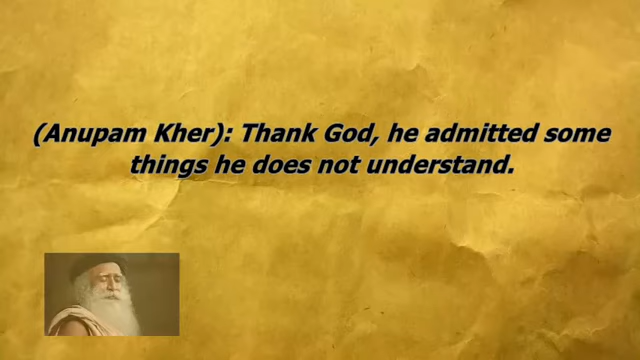 (Anupam Kher): Thank God, he admitted some
things he does not understand.